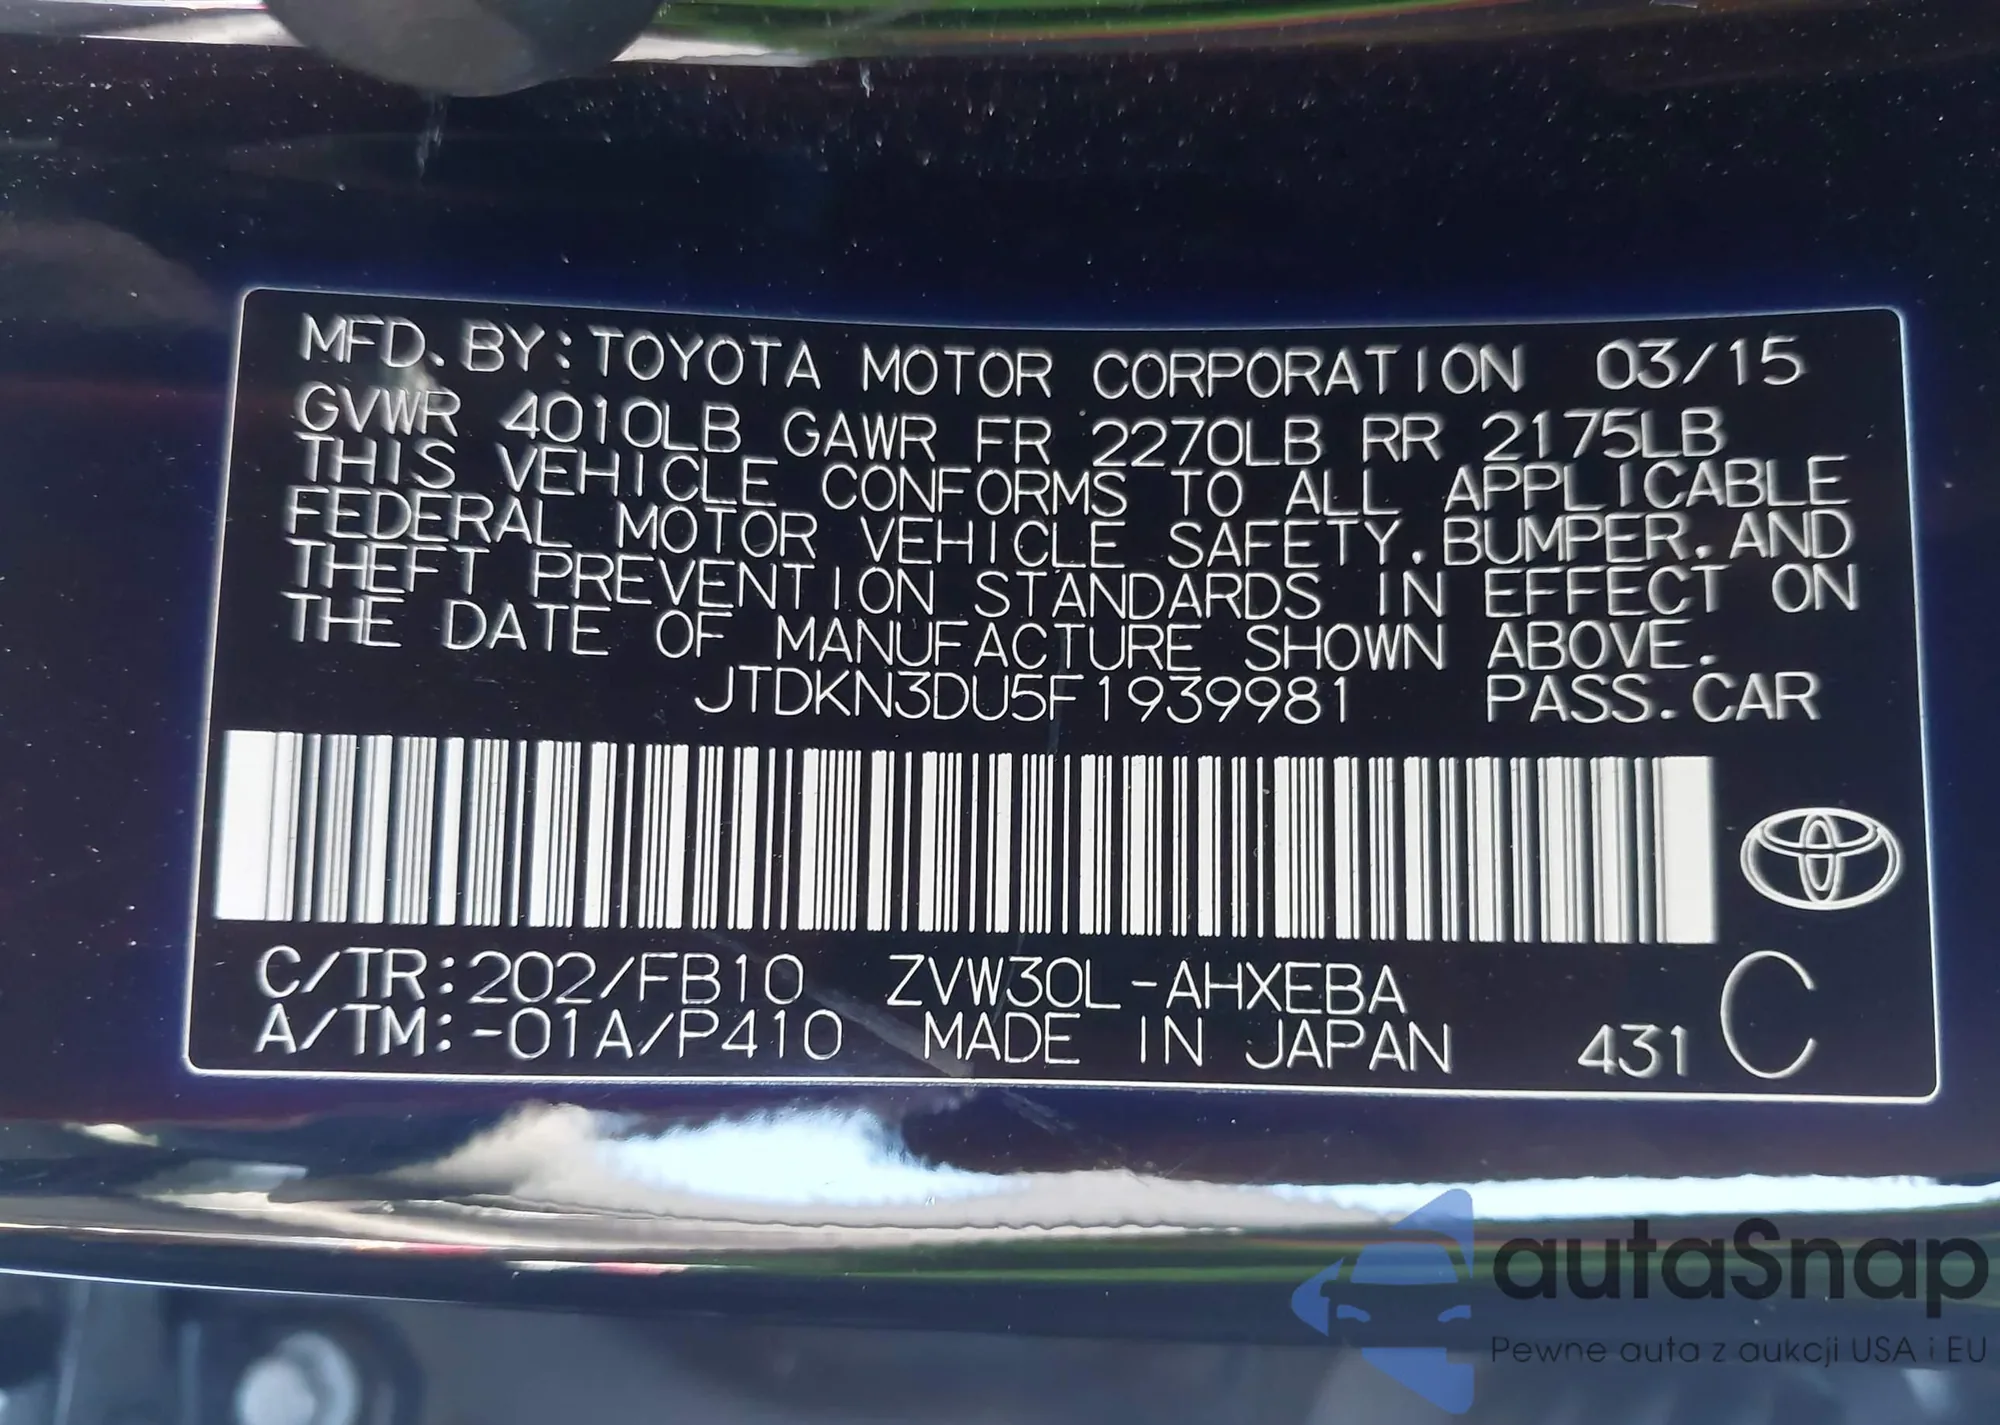 MFD. BY: TOYOTA MOTOR CORPORATION 03/15
GVWR 4010LB GAWR FR 2270LB RR 2175LB
THIS VEHICLE CONFORMS TO ALL APPLICABLE
FEDERAL MOTOR VEHICLE SAFETY, BUMPER, AND
THEFT PREVENTION STANDARDS IN EFFECT ON
THE DATE OF MANUFACTURE SHOWN ABOVE.
JTDKN3DU5F1939981 PASS. CAR
C/TR: 202/FB10 ZVW30L-AHXEBA
A/TM: -01A/P410 MADE IN JAPAN 431 C
autaSnap
Pewne auta z aukcji USA i EU